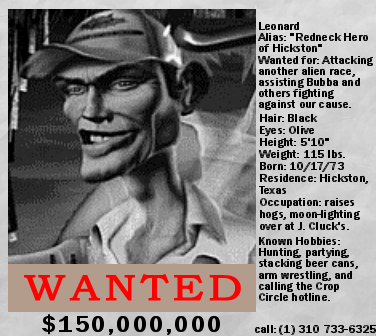 Leonard
Alias: "Redneck Hero
of Hickston"
Wanted for: Attacking
another alien race,
assisting Bubba and
others fighting
against our cause.
Hair: Black
Eyes: Olive
Height: 5'10"
Weight: 115 lbs.
Born: 10/17/73
Residence: Hickston,
Texas
Occupation: raises
hogs, moon-lighting
over at J. Cluck's.
Known Hobbies:
Hunting, partying,
stacking beer cans,
arm wrestling, and
calling the Crop
Circle hotline.
WANTED
$150,000,000
call: (1) 310 733-6325